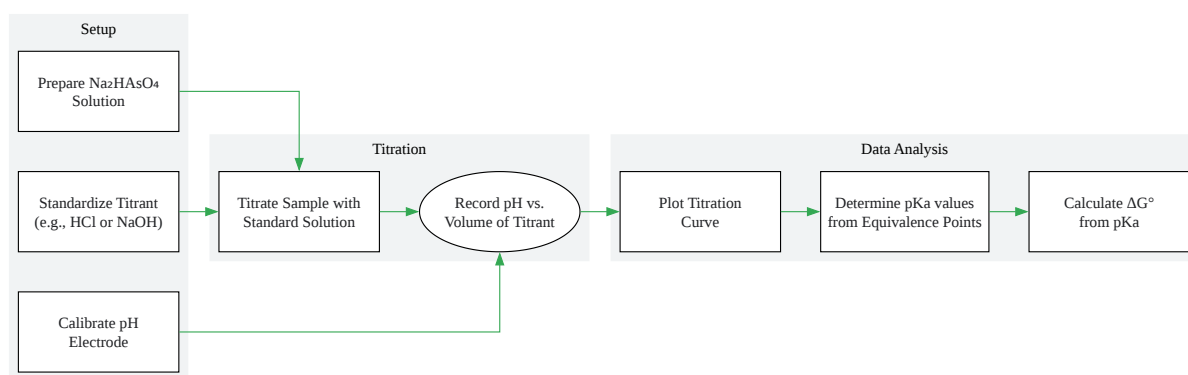 Setup
Prepare Na₂HAsO₄
Solution
Standardize Titrant
(e.g., HCl or NaOH)
Calibrate pH
Electrode
Titration
Titrate Sample with
Standard Solution
Record pH vs.
Volume of Titrant
Data Analysis
Plot Titration
Curve
Determine pKa values
from Equivalence Points
Calculate ΔG°
from pKa